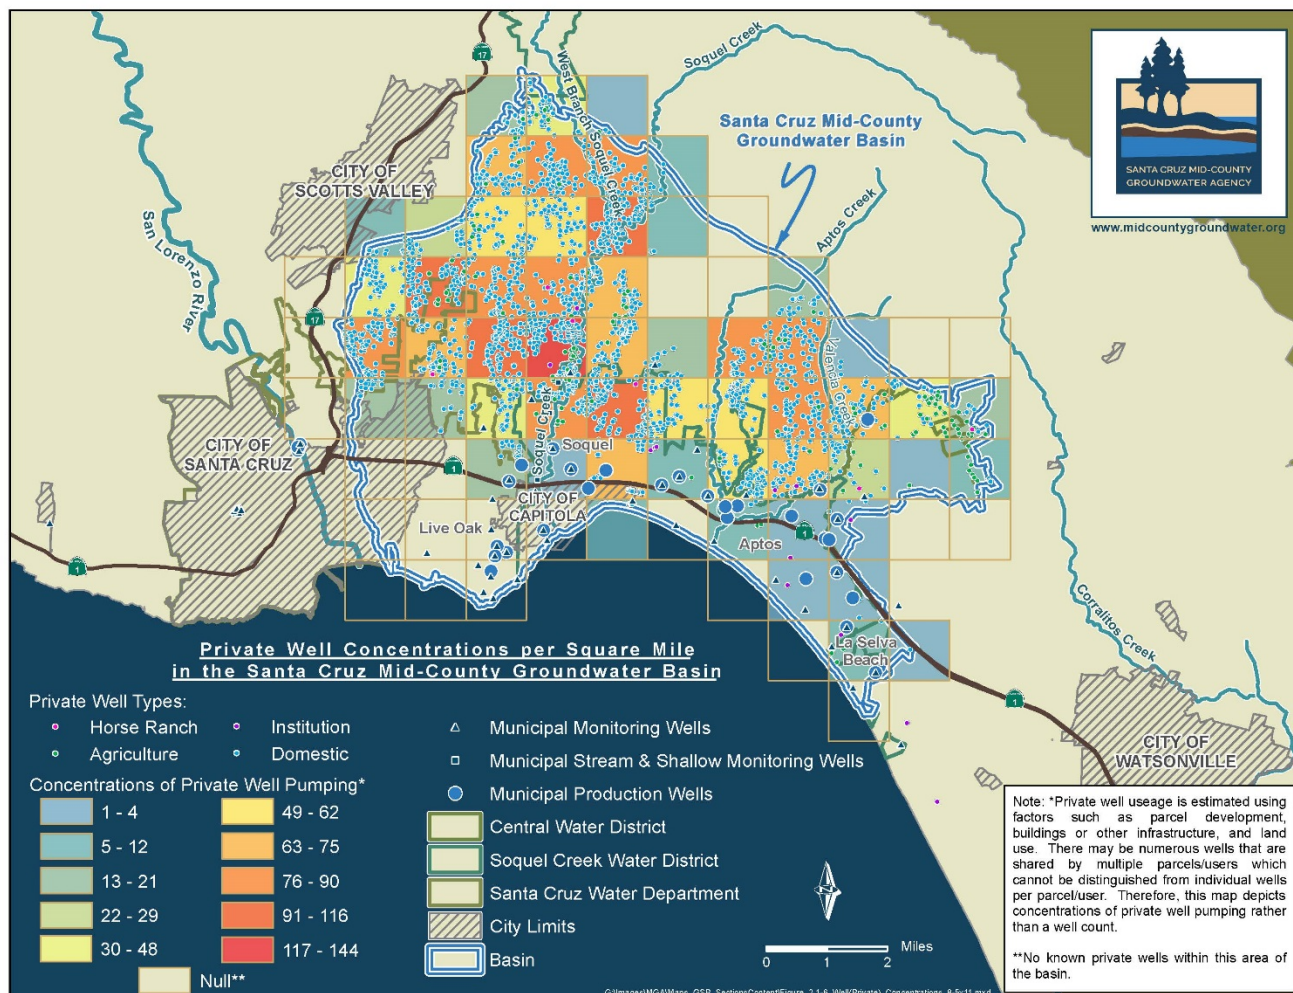 Soquel Creek
West Branch Soquel Creek
Santa Cruz Mid-County
Groundwater Basin
SANTA CRUZ MID-COUNTY
GROUNDWATER AGENCY
www.midcountygroundwater.org
17
CITY OF
SCOTTS VALLEY
Aptos Creek
San Lorenzo
River
17
Valencia Creek
CITY OF
SANTA CRUZ
Soquel Creek
Soquel
1
CITY OF
CAPITOLA
Live Oak
Aptos
1
1
Corralitos Creek
La Selva
Beach
1
CITY OF
WATSONVILLE
Private Well Concentrations per Square Mile
in the Santa Cruz Mid-County Groundwater Basin
Private Well Types:
Horse Ranch
Institution
Agriculture
Domestic
Concentrations of Private Well Pumping*
1 - 4
49 - 62
5 - 12
63 - 75
13 - 21
76 - 90
22 - 29
91 - 116
30 - 48
117 - 144
Null**
Municipal Monitoring Wells
Municipal Stream & Shallow Monitoring Wells
Municipal Production Wells
Central Water District
Soquel Creek Water District
Santa Cruz Water Department
City Limits
Basin
Miles
0 1 2
Note: *Private well useage is estimated using
factors such as parcel development,
buildings or other infrastructure, and land
use. There may be numerous wells that are
shared by multiple parcels/users which
cannot be distinguished from individual wells
per parcel/user. Therefore, this map depicts
concentrations of private well pumping rather
than a well count.
**No known private wells within this area of
the basin.